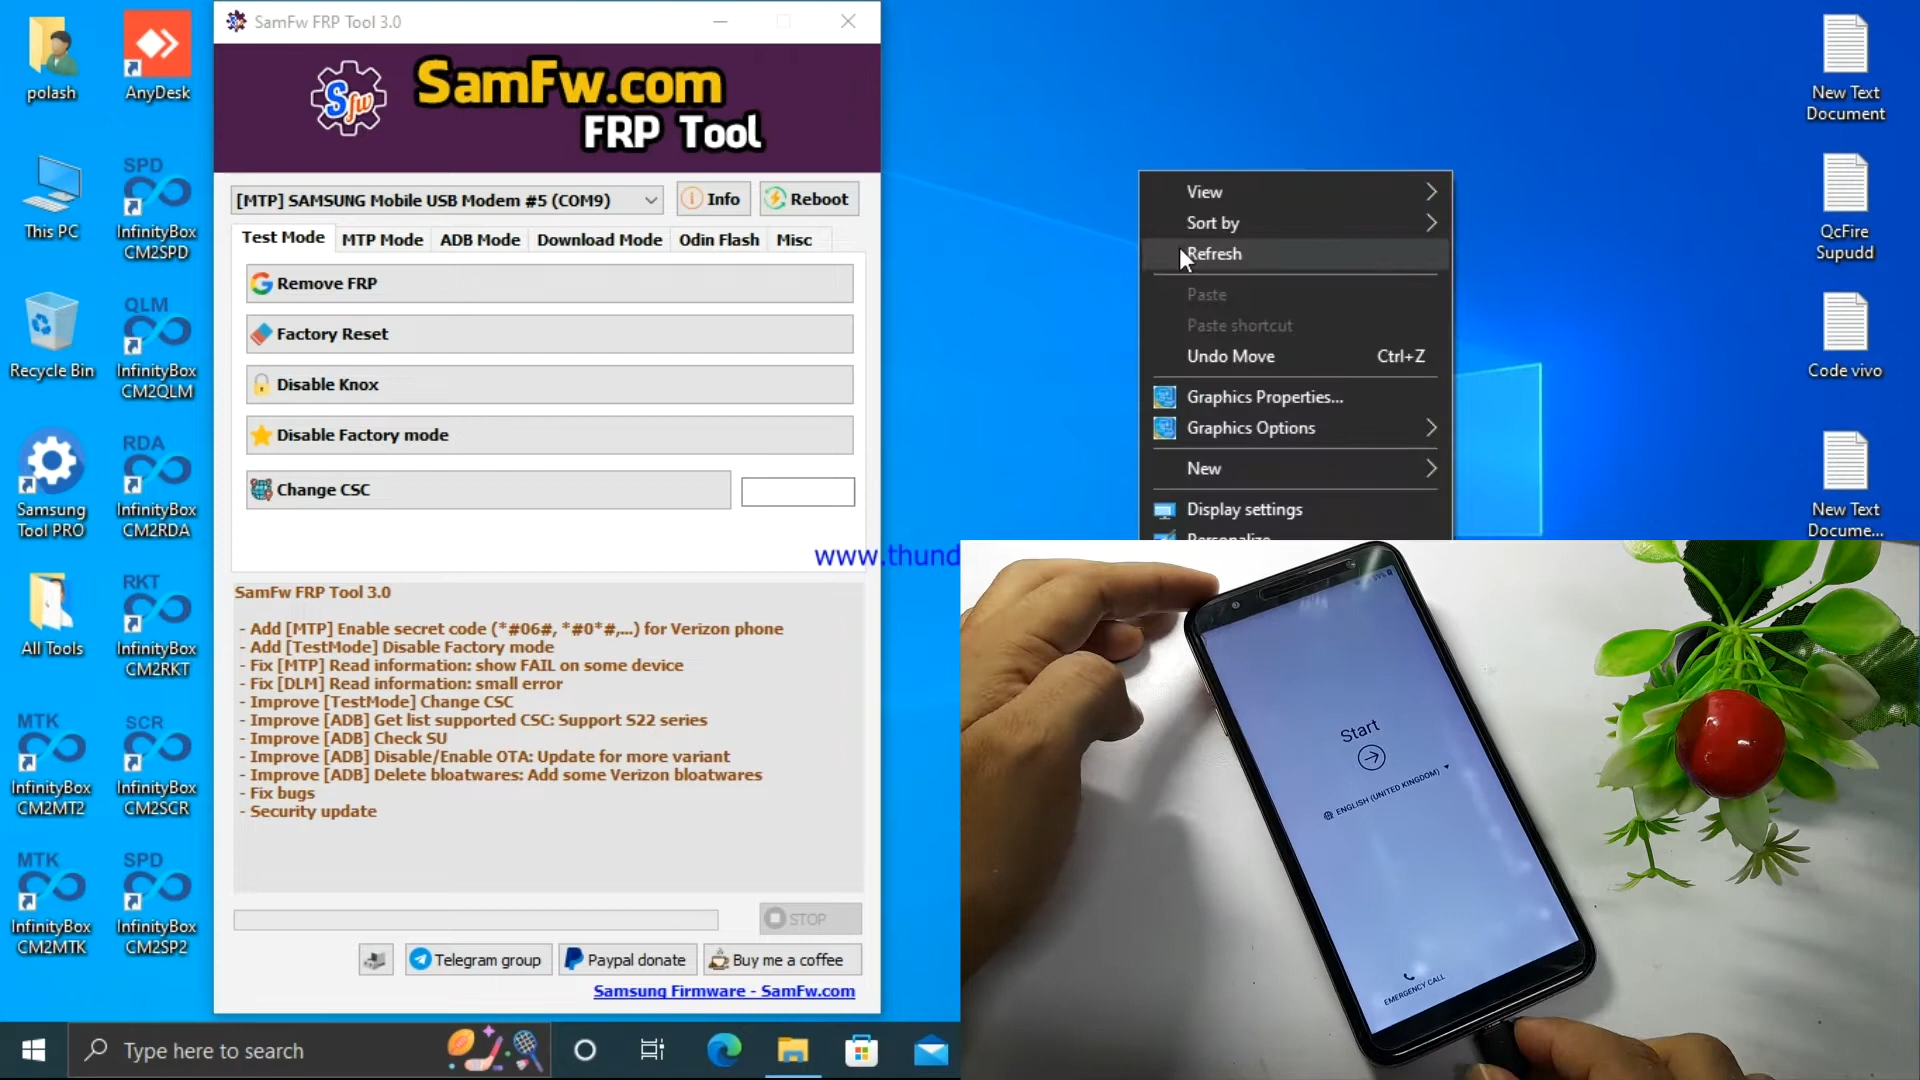 polash
AnyDesk
This PC
SPD
InfinityBox
CM2SPD
Recycle Bin
QLM
InfinityBox
CM2QLM
Samsung
Tool PRO
RDA
InfinityBox
CM2RDA
All Tools
RKT
InfinityBox
CM2RKT
MTK
InfinityBox
CM2MT2
SCR
InfinityBox
CM2SCR
MTK
InfinityBox
CM2MTK
SPD
InfinityBox
CM2SP2
SamFw FRP Tool 3.0
Sfw
SamFw.com
FRP Tool
[MTP] SAMSUNG Mobile USB Modem #5 (COM9)
Info
Reboot
Test Mode
MTP Mode
ADB Mode
Download Mode
Odin Flash
Misc
Remove FRP
Factory Reset
Disable Knox
Disable Factory mode
Change CSC
www.thund
SamFw FRP Tool 3.0
- Add [MTP] Enable secret code (*#06#, *#0*#,...) for Verizon phone
- Add [TestMode] Disable Factory mode
- Fix [MTP] Read information: show FAIL on some device
- Fix [DLM] Read information: small error
- Improve [TestMode] Change CSC
- Improve [ADB] Get list supported CSC: Support S22 series
- Improve [ADB] Check SU
- Improve [ADB] Disable/Enable OTA: Update for more variant
- Improve [ADB] Delete bloatwares: Add some Verizon bloatwares
- Fix bugs
- Security update
STOP
Telegram group
Paypal donate
Buy me a coffee
Samsung Firmware - SamFw.com
View
Sort by
Refresh
Paste
Paste shortcut
Undo Move Ctrl+Z
Graphics Properties...
Graphics Options
New
Display settings
Personalize
New Text
Document
QcFire
Supudd
Code vivo
New Text
Docume...
Start
ENGLISH (UNITED KINGDOM)
EMERGENCY CALL
Type here to search